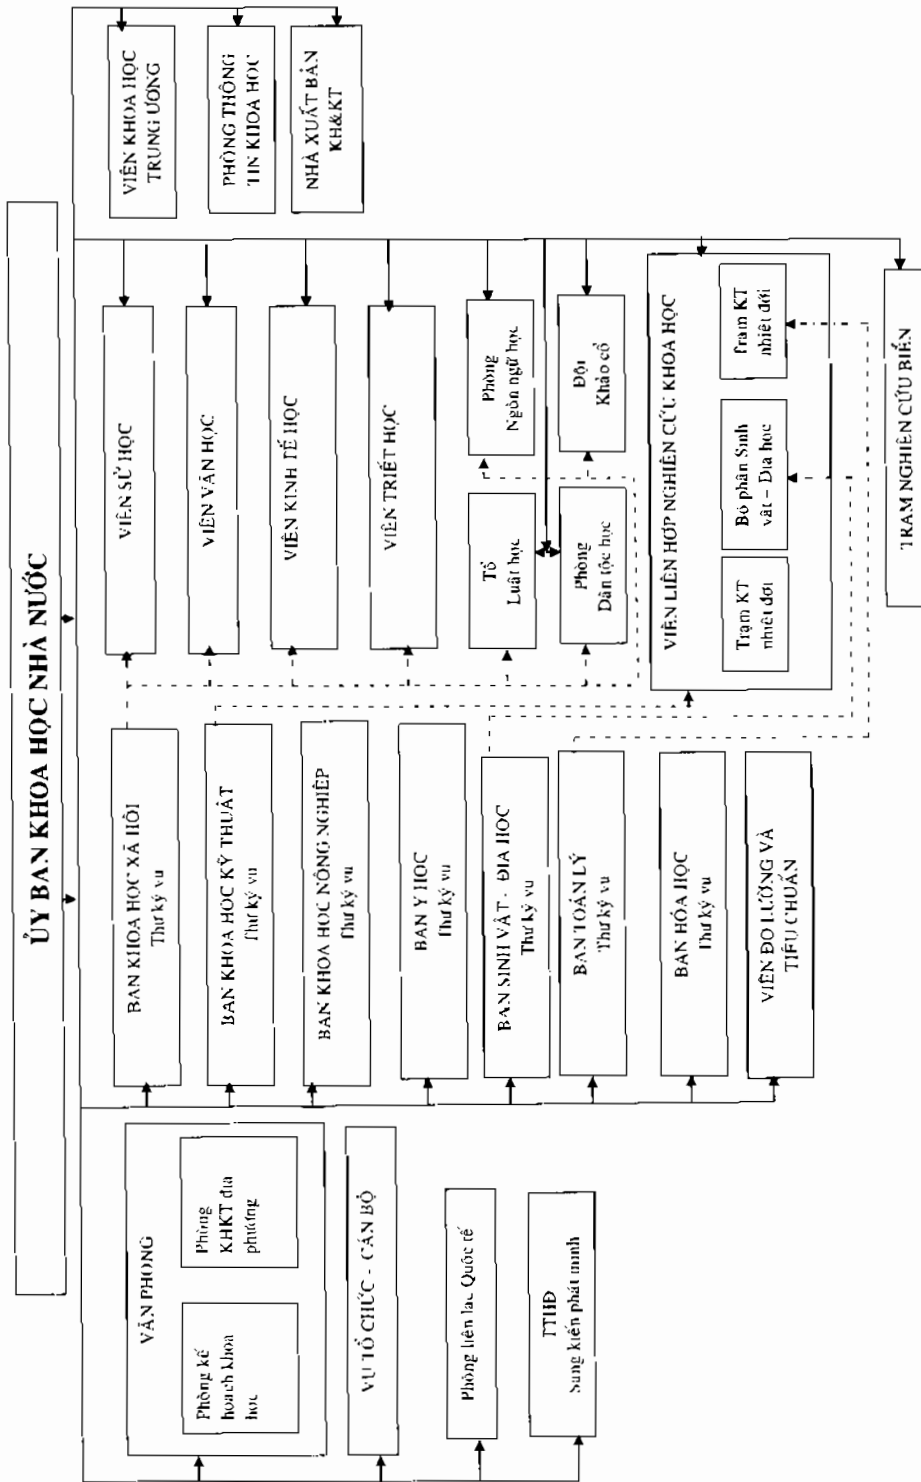 ỦY BAN KHOA HỌC NHÀ NƯỚC
VĂN PHÒNG
Phòng kế
hoạch khoa
học
Phòng
KHKT địa
phương
VỤ TỔ CHỨC - CÁN BỘ
Phòng liên lạc Quốc tế
TTHĐ
Sáng kiến phát minh
BAN KHOA HỌC XÃ HỘI
Thư ký vụ
BAN KHOA HỌC KỸ THUẬT
Thư ký vụ
BAN KHOA HỌC NÔNG NGHIỆP
Thư ký vụ
BAN Y HỌC
Thư ký vụ
BAN SINH VẬT - ĐỊA HỌC
Thư ký vụ
BAN TOÁN LÝ
Thư ký vụ
BAN HÓA HỌC
Thư ký vụ
VIỆN ĐO LƯỜNG VÀ
TIÊU CHUẨN
VIỆN SỬ HỌC
VIỆN VĂN HỌC
VIỆN KINH TẾ HỌC
VIỆN TRIẾT HỌC
Tổ
Luật học
Phòng
Ngôn ngữ học
Phòng
Dân tộc học
Đội
Khảo cổ
VIỆN LIÊN HỢP NGHIÊN CỨU KHOA HỌC
Trạm KT
nhiệt đới
Bộ phận Sinh
vật – Địa học
Trạm KT
nhiệt đới
TRẠM NGHIÊN CỨU BIỂN
VIỆN KHOA HỌC
TRUNG ƯƠNG
PHÒNG THÔNG
TIN KHOA HỌC
NHÀ XUẤT BẢN
KH&KT